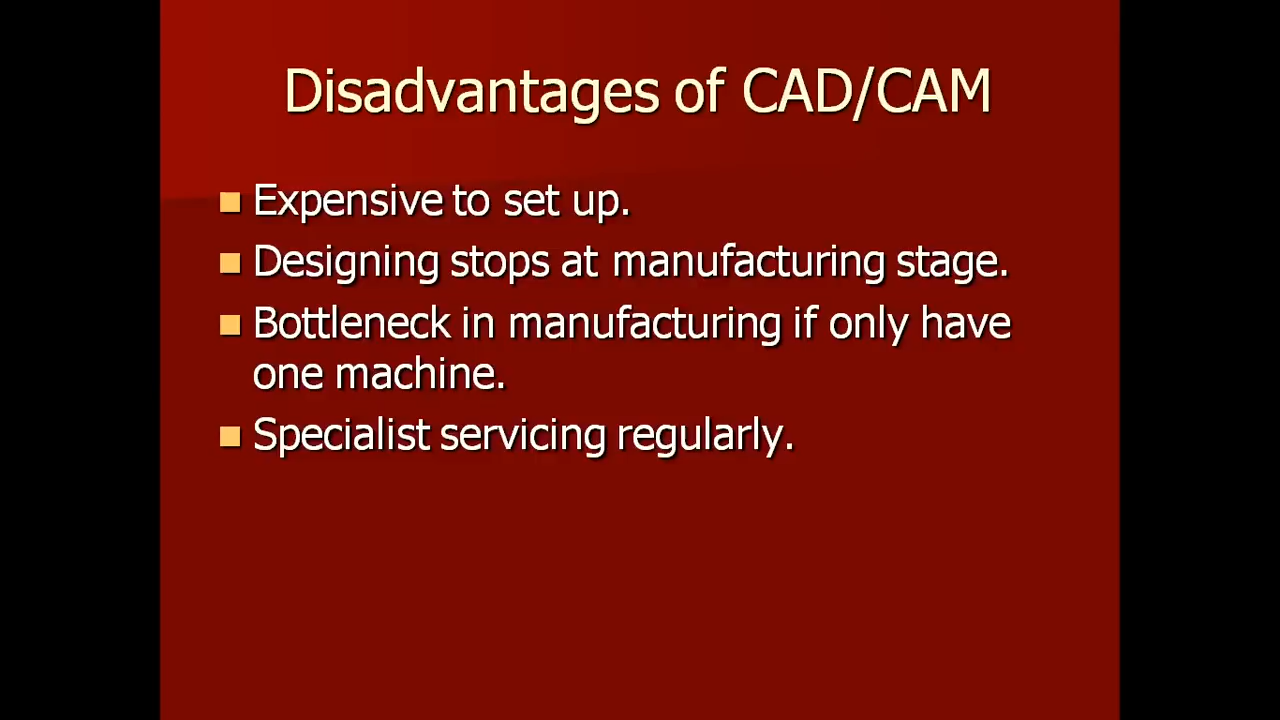 Disadvantages of CAD/CAM
Expensive to set up.
Designing stops at manufacturing stage.
Bottleneck in manufacturing if only have
one machine.
Specialist servicing regularly.